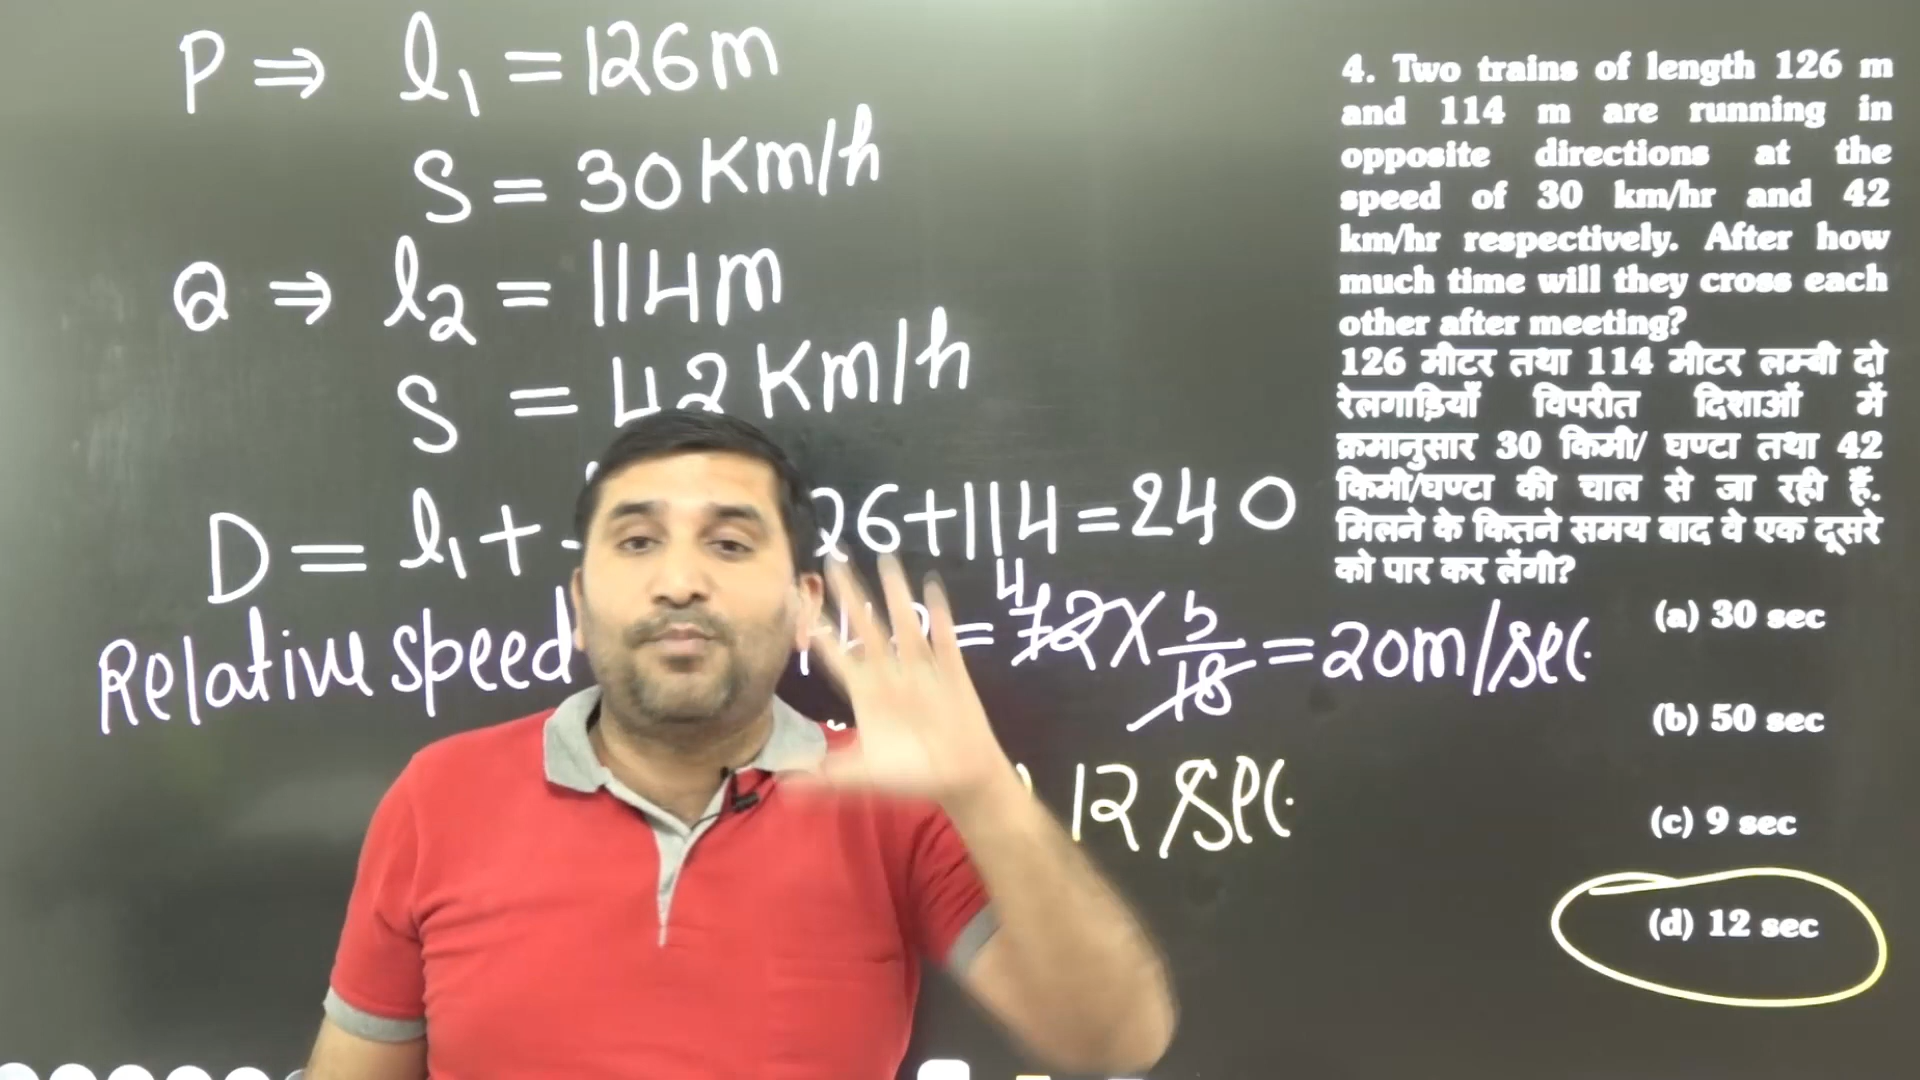 P ⇒ l₁ = 126m
S = 30 Km/h
Q ⇒ l₂ = 114m
S = 42 Km/h
D = l₁ + 26+114 = 240
Relative speed = 4
72 × 5/18 = 20m/sec.
12 sec.
4. Two trains of length 126 m
and 114 m are running in
opposite directions at the
speed of 30 km/hr and 42
km/hr respectively. After how
much time will they cross each
other after meeting?
126 मीटर तथा 114 मीटर लम्बी दो
रेलगाड़ियाँ विपरीत दिशाओं में
क्रमानुसार 30 किमी/ घण्टा तथा 42
किमी/घण्टा की चाल से जा रही हैं.
मिलने के कितने समय बाद वे एक दूसरे
को पार कर लेंगी?
(a) 30 sec
(b) 50 sec
(c) 9 sec
(d) 12 sec